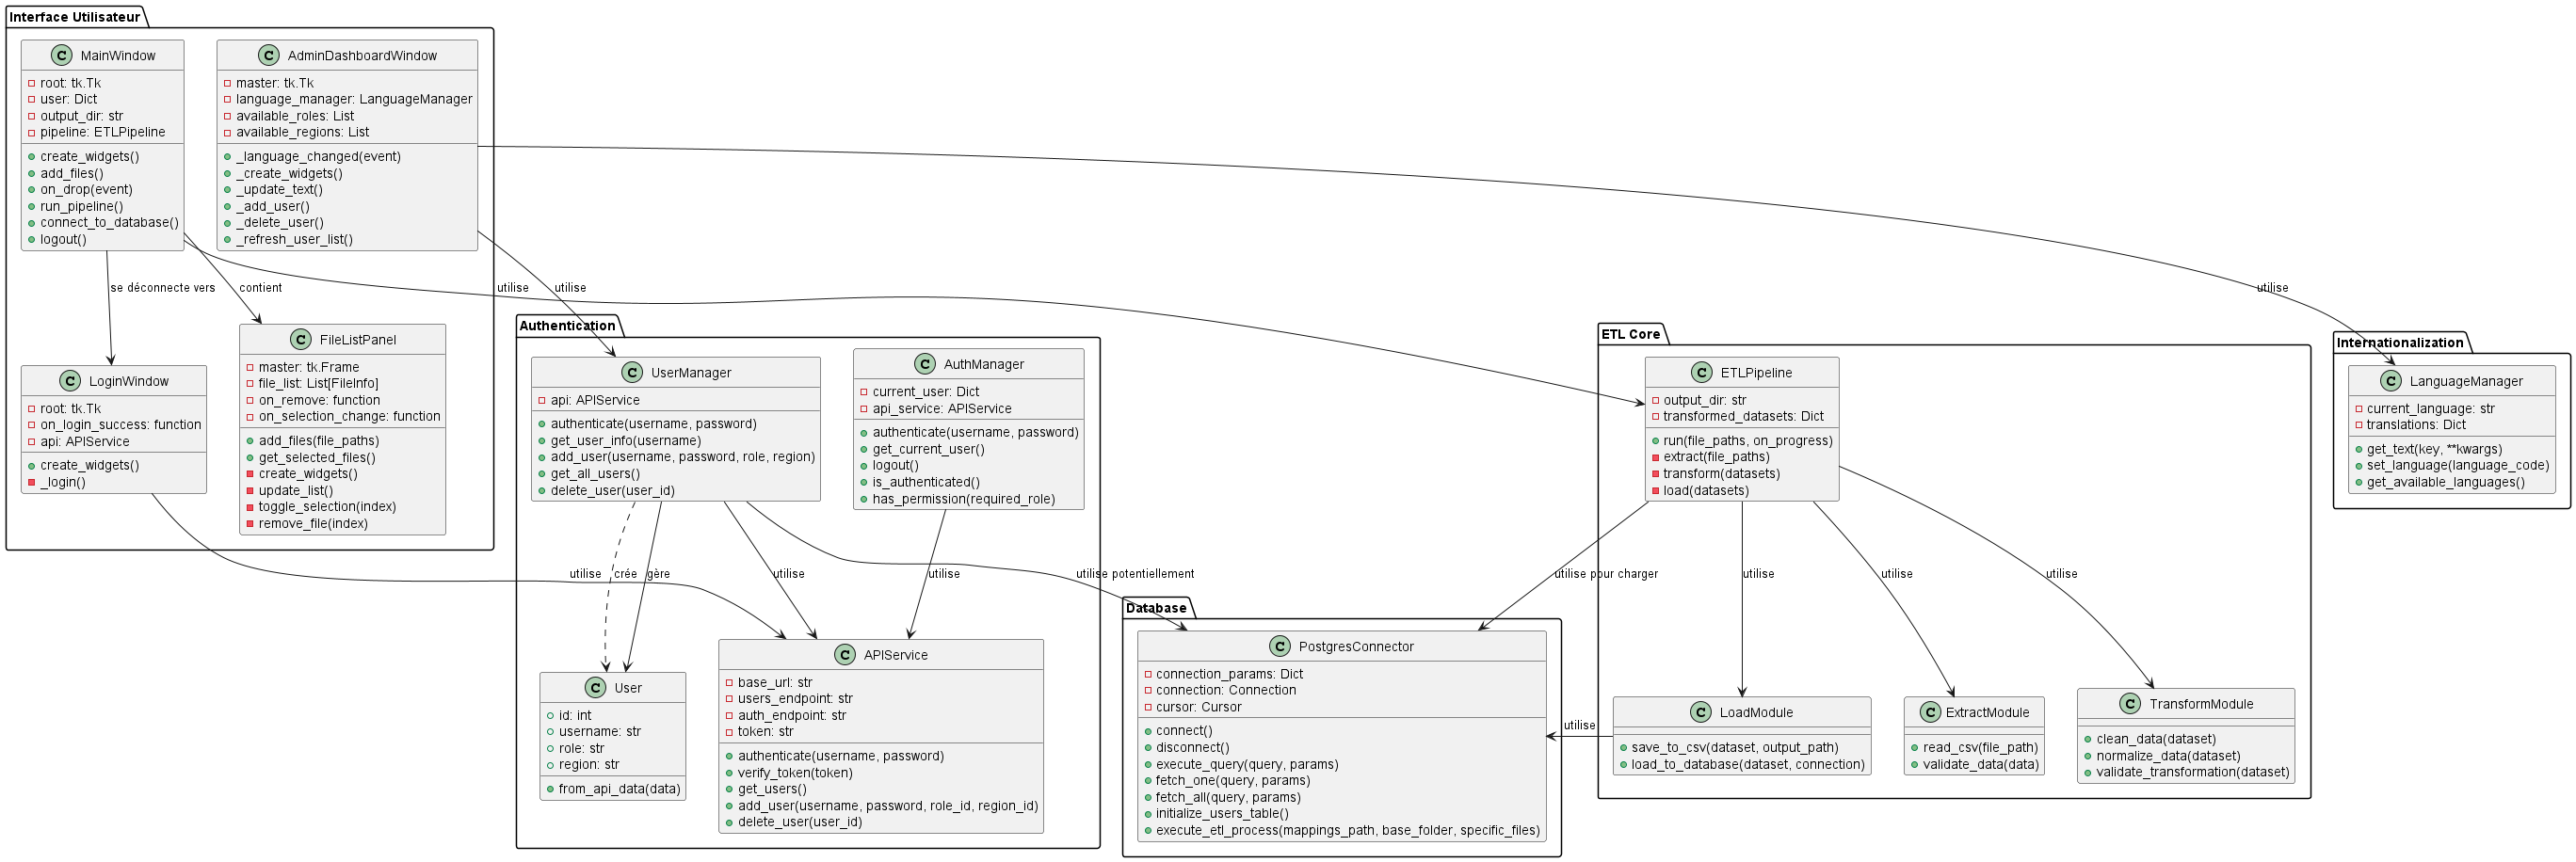 Interface Utilisateur
C MainWindow
root: tk.Tk
user: Dict
output_dir: str
pipeline: ETLPipeline
create_widgets()
add_files()
on_drop(event)
run_pipeline()
connect_to_database()
logout()
C AdminDashboardWindow
master: tk.Tk
language_manager: LanguageManager
available_roles: List
available_regions: List
_language_changed(event)
_create_widgets()
_update_text()
_add_user()
_delete_user()
_refresh_user_list()
se déconnecte vers
contient
utilise
utilise
utilise
C LoginWindow
root: tk.Tk
on_login_success: function
api: APIService
create_widgets()
_login()
C FileListPanel
master: tk.Frame
file_list: List[FileInfo]
on_remove: function
on_selection_change: function
add_files(file_paths)
get_selected_files()
create_widgets()
update_list()
toggle_selection(index)
remove_file(index)
Authentication
C UserManager
api: APIService
authenticate(username, password)
get_user_info(username)
add_user(username, password, role, region)
get_all_users()
delete_user(user_id)
C AuthManager
current_user: Dict
api_service: APIService
authenticate(username, password)
get_current_user()
logout()
is_authenticated()
has_permission(required_role)
ETL Core
C ETLPipeline
output_dir: str
transformed_datasets: Dict
run(file_paths, on_progress)
extract(file_paths)
transform(datasets)
load(datasets)
Internationalization
C LanguageManager
current_language: str
translations: Dict
get_text(key, **kwargs)
set_language(language_code)
get_available_languages()
utilise
crée
gère
utilise
utilise
utilise potentiellement
utilise pour charger
utilise
utilise
utilise
C User
id: int
username: str
role: str
region: str
from_api_data(data)
C APIService
base_url: str
users_endpoint: str
auth_endpoint: str
token: str
authenticate(username, password)
verify_token(token)
get_users()
add_user(username, password, role_id, region_id)
delete_user(user_id)
Database
C PostgresConnector
connection_params: Dict
connection: Connection
cursor: Cursor
connect()
disconnect()
execute_query(query, params)
fetch_one(query, params)
fetch_all(query, params)
initialize_users_table()
execute_etl_process(mappings_path, base_folder, specific_files)
utilise
C LoadModule
save_to_csv(dataset, output_path)
load_to_database(dataset, connection)
C ExtractModule
read_csv(file_path)
validate_data(data)
C TransformModule
clean_data(dataset)
normalize_data(dataset)
validate_transformation(dataset)